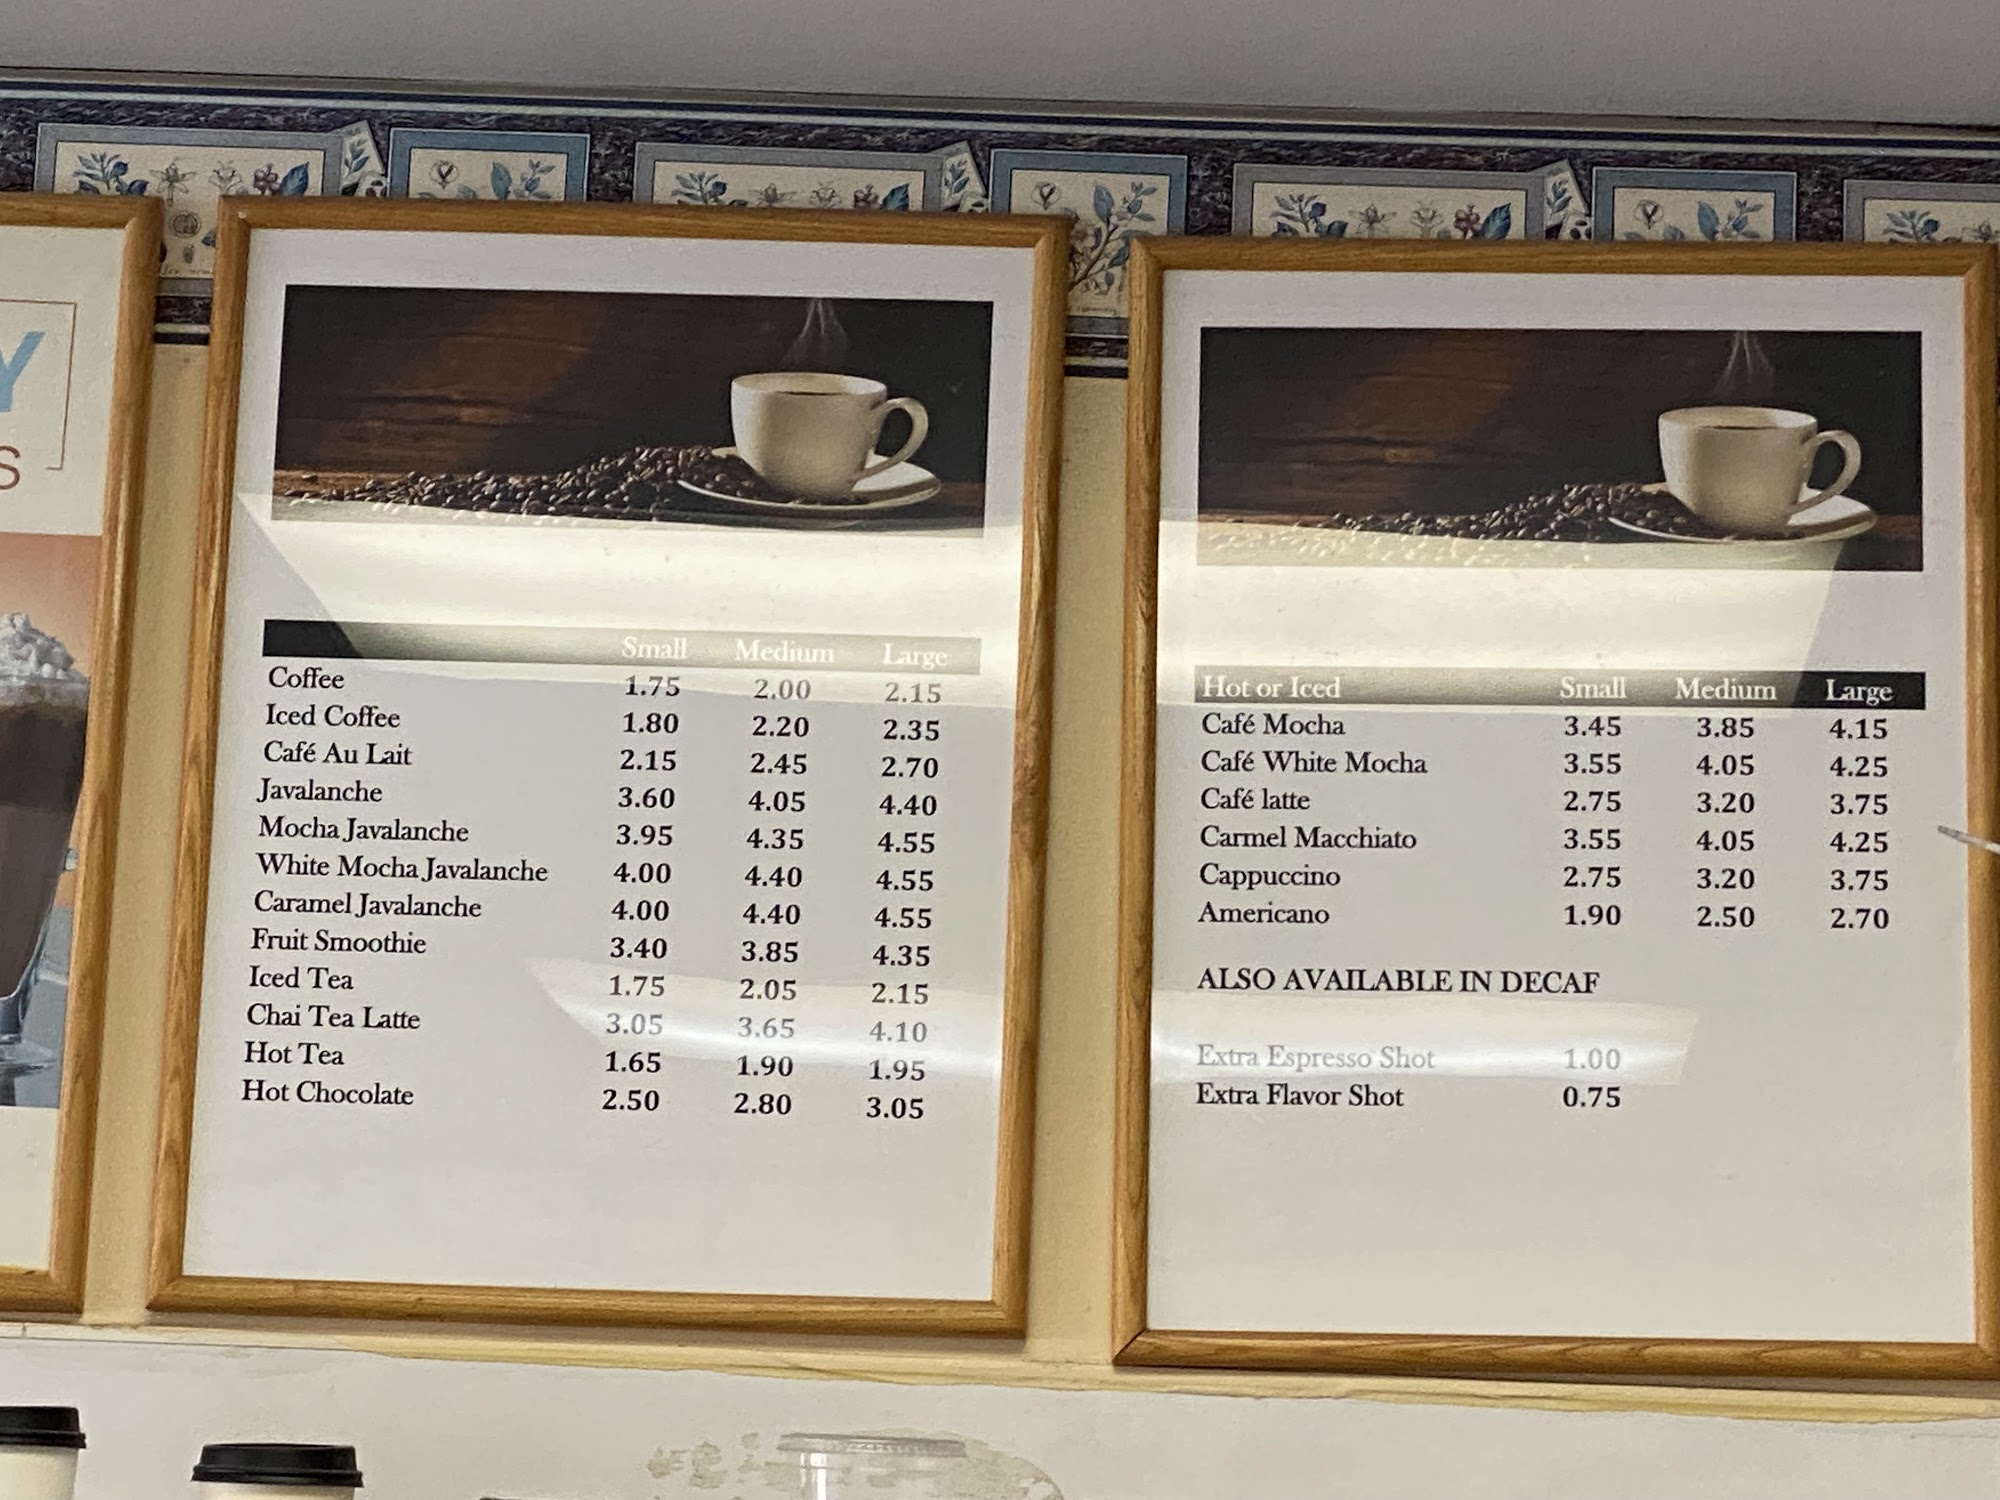 Y
S
Small Medium Large
Coffee 1.75 2.00 2.15
Iced Coffee 1.80 2.20 2.35
Café Au Lait 2.15 2.45 2.70
Javalanche 3.60 4.05 4.40
Mocha Javalanche 3.95 4.35 4.55
White Mocha Javalanche 4.00 4.40 4.55
Caramel Javalanche 4.00 4.40 4.55
Fruit Smoothie 3.40 3.85 4.35
Iced Tea 1.75 2.05 2.15
Chai Tea Latte 3.05 3.65 4.10
Hot Tea 1.65 1.90 1.95
Hot Chocolate 2.50 2.80 3.05
Hot or Iced Small Medium Large
Café Mocha 3.45 3.85 4.15
Café White Mocha 3.55 4.05 4.25
Café latte 2.75 3.20 3.75
Carmel Macchiato 3.55 4.05 4.25
Cappuccino 2.75 3.20 3.75
Americano 1.90 2.50 2.70
ALSO AVAILABLE IN DECAF
Extra Espresso Shot 1.00
Extra Flavor Shot 0.75